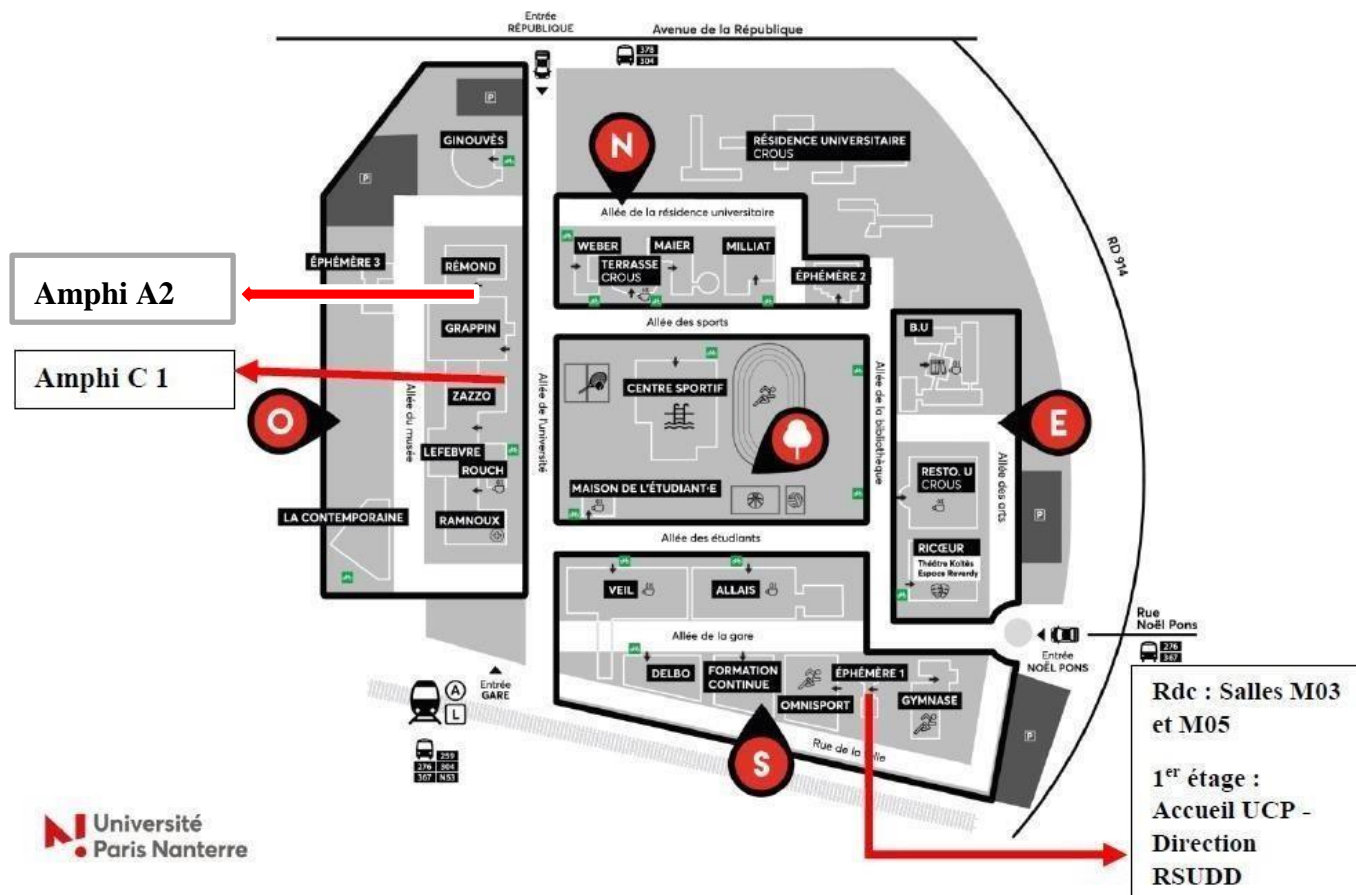 Entrée
RÉPUBLIQUE
Avenue de la République
378
304
P
GINOUVÈS
P
N
RÉSIDENCE UNIVERSITAIRE
CROUS
Allée de la résidence universitaire
RD 914
WEBER
MAIER
MILLIAT
TERRASSE
CROUS
ÉPHÉMÈRE 2
ÉPHÉMÈRE 3
RÉMOND
Amphi A2
GRAPPIN
Allée des sports
B.U
Amphi C 1
ZAZZO
CENTRE SPORTIF
O
E
Allée du musée
Allée de l'université
Allée de la bibliothèque
Allée des arts
LEFEBVRE
ROUCH
RESTO. U
CROUS
MAISON DE L'ÉTUDIANT·E
LA CONTEMPORAINE
RAMNOUX
P
Allée des étudiants
RICŒUR
Théâtre Koltès
Espace Reverdy
VEIL
ALLAIS
Rue
Noël Pons
Allée de la gare
Entrée
NOËL PONS
276
367
Entrée
GARE
DELBO
FORMATION
CONTINUE
ÉPHÉMÈRE 1
OMNISPORT
GYMNASE
A
L
P
Rue de la folie
S
259
276 304
367 N53
Rdc : Salles M03
et M05
1er étage :
Accueil UCP -
Direction
RSUDD
Université
Paris Nanterre